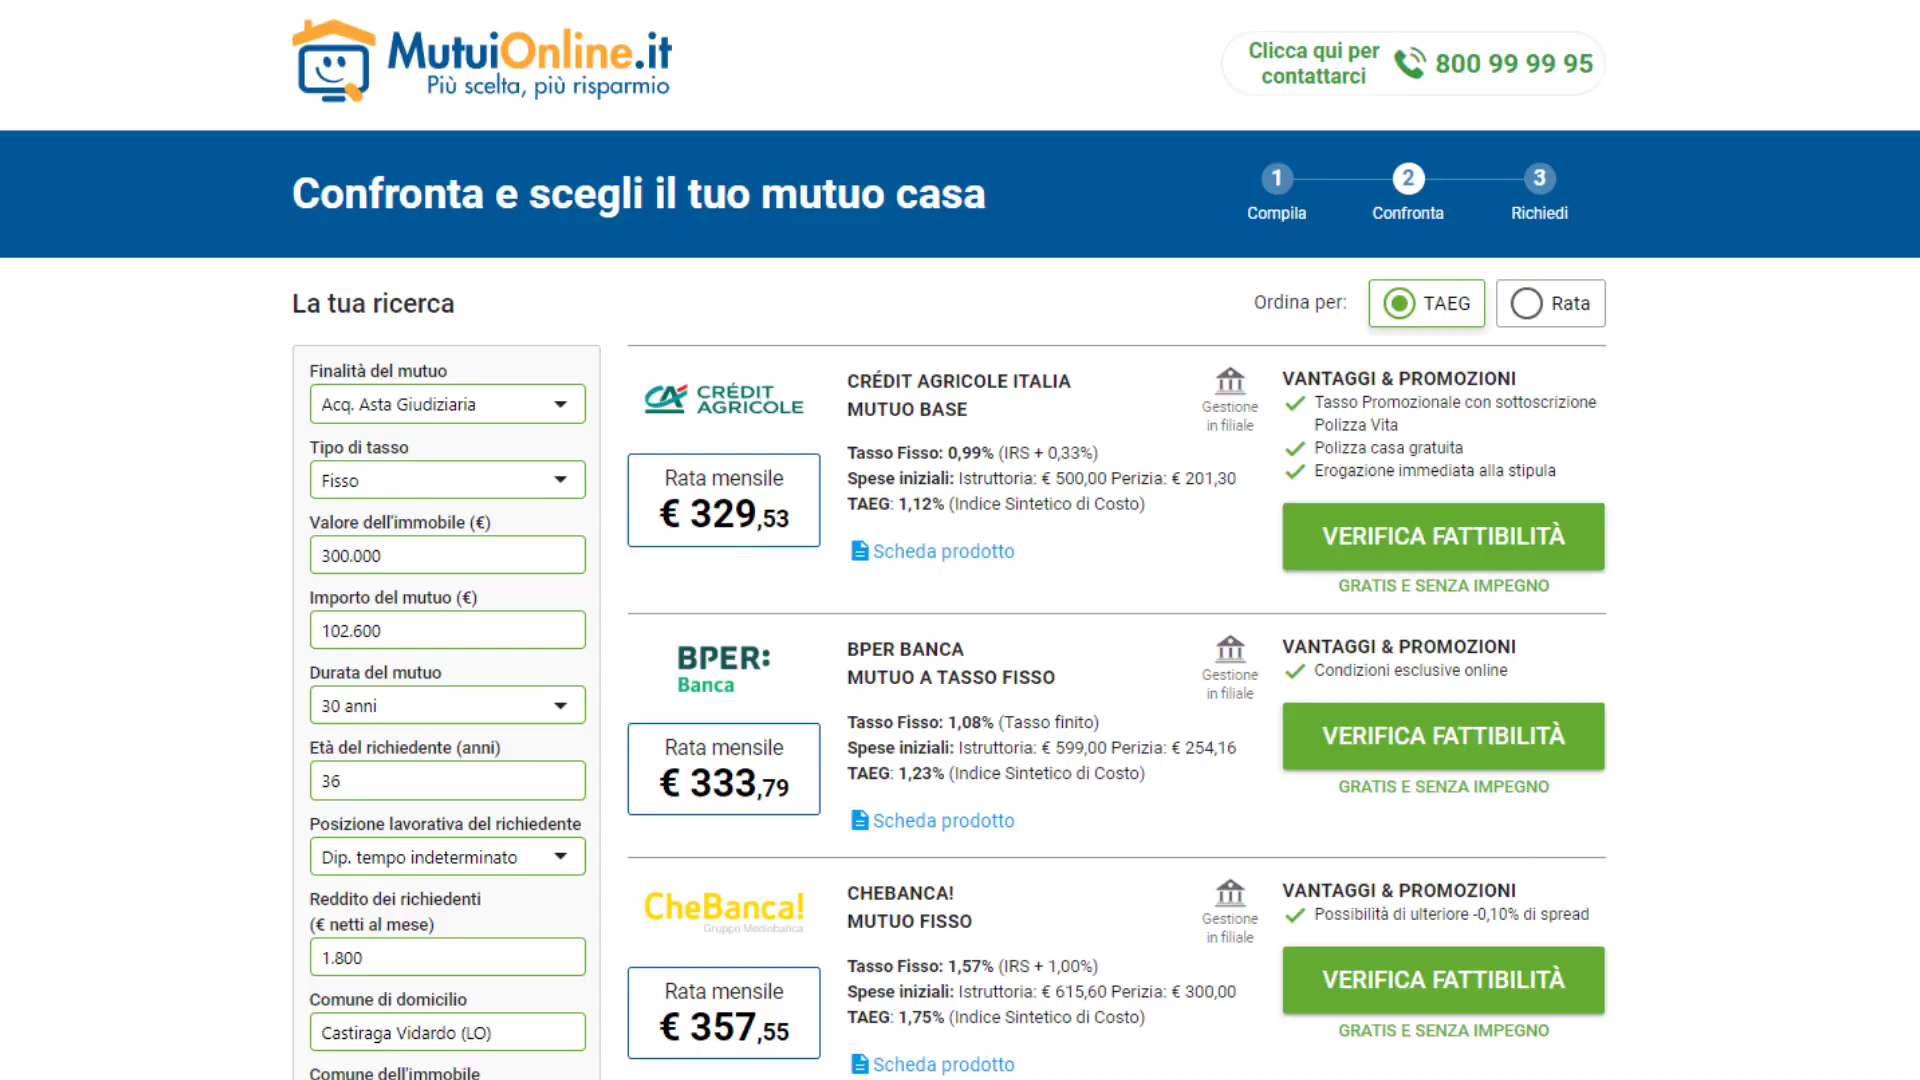 MutuiOnline.it
Più scelta, più risparmio
Clicca qui per
contattarci
800 99 99 95
Confronta e scegli il tuo mutuo casa
1
2
3
Compila
Confronta
Richiedi
La tua ricerca
Ordina per:
TAEG
Rata
Finalità del mutuo
Acq. Asta Giudiziaria
Tipo di tasso
Fisso
Valore dell'immobile (€)
300.000
Importo del mutuo (€)
102.600
Durata del mutuo
30 anni
Età del richiedente (anni)
36
Posizione lavorativa del richiedente
Dip. tempo indeterminato
Reddito dei richiedenti
(€ netti al mese)
1.800
Comune di domicilio
Castiraga Vidardo (LO)
Comune dell'immobile
CRÉDIT
AGRICOLE
Rata mensile
€ 329,53
CRÉDIT AGRICOLE ITALIA
MUTUO BASE
Tasso Fisso: 0,99% (IRS + 0,33%)
Spese iniziali: Istruttoria: € 500,00 Perizia: € 201,30
TAEG: 1,12% (Indice Sintetico di Costo)
Scheda prodotto
Gestione
in filiale
VANTAGGI & PROMOZIONI
Tasso Promozionale con sottoscrizione
Polizza Vita
Polizza casa gratuita
Erogazione immediata alla stipula
VERIFICA FATTIBILITÀ
GRATIS E SENZA IMPEGNO
BPER:
Banca
Rata mensile
€ 333,79
BPER BANCA
MUTUO A TASSO FISSO
Tasso Fisso: 1,08% (Tasso finito)
Spese iniziali: Istruttoria: € 599,00 Perizia: € 254,16
TAEG: 1,23% (Indice Sintetico di Costo)
Scheda prodotto
Gestione
in filiale
VANTAGGI & PROMOZIONI
Condizioni esclusive online
VERIFICA FATTIBILITÀ
GRATIS E SENZA IMPEGNO
CheBanca!
Gruppo Mediobanca
Rata mensile
€ 357,55
CHEBANCA!
MUTUO FISSO
Tasso Fisso: 1,57% (IRS + 1,00%)
Spese iniziali: Istruttoria: € 615,60 Perizia: € 300,00
TAEG: 1,75% (Indice Sintetico di Costo)
Scheda prodotto
Gestione
in filiale
VANTAGGI & PROMOZIONI
Possibilità di ulteriore -0,10% di spread
VERIFICA FATTIBILITÀ
GRATIS E SENZA IMPEGNO